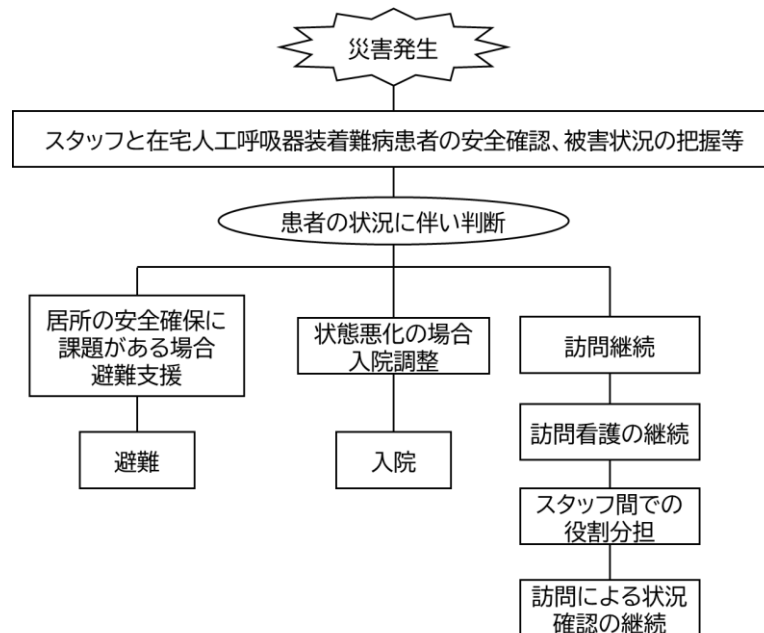 災害発生
スタッフと在宅人工呼吸器装着難病患者の安全確認、被害状況の把握等
患者の状況に伴い判断
居所の安全確保に
課題がある場合
避難支援
避難
状態悪化の場合
入院調整
入院
訪問継続
訪問看護の継続
スタッフ間での
役割分担
訪問による状況
確認の継続